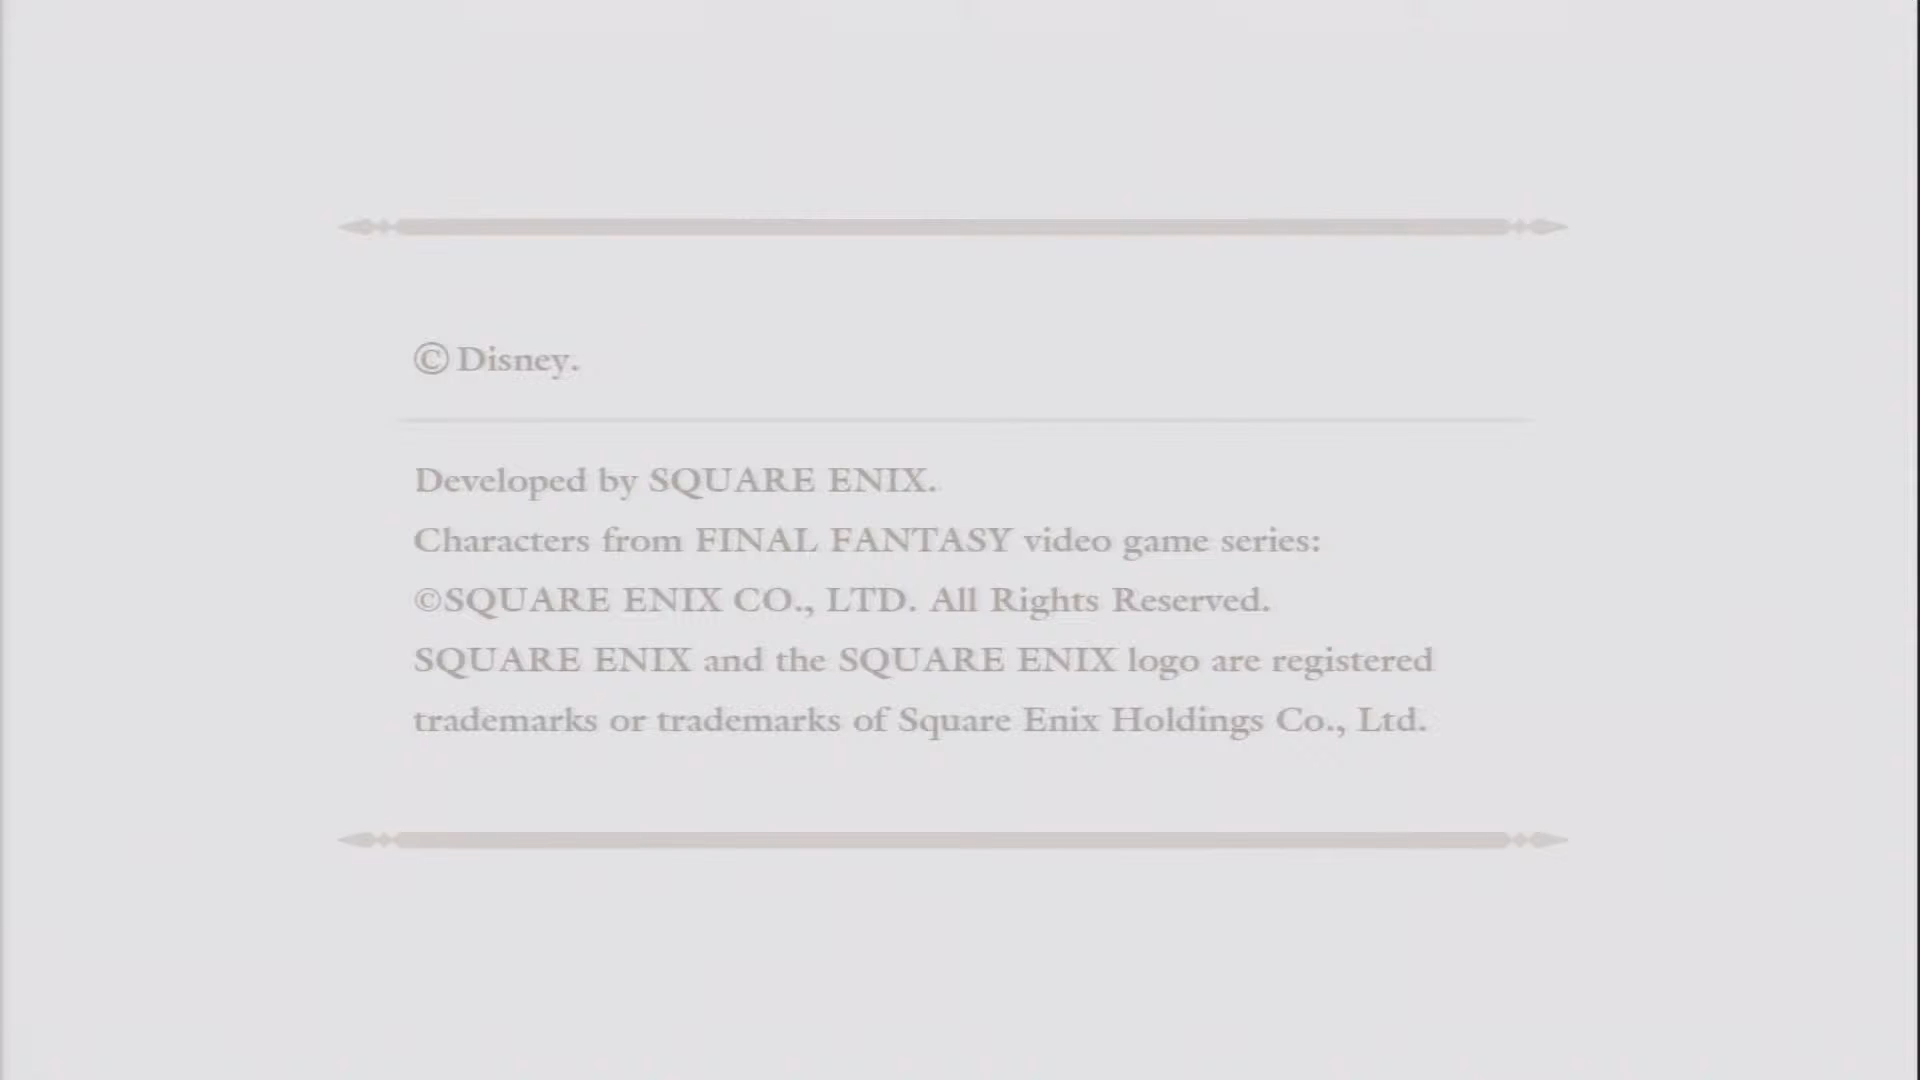 © Disney.
Developed by SQUARE ENIX.
Characters from FINAL FANTASY video game series:
©SQUARE ENIX CO., LTD. All Rights Reserved.
SQUARE ENIX and the SQUARE ENIX logo are registered
trademarks or trademarks of Square Enix Holdings Co., Ltd.